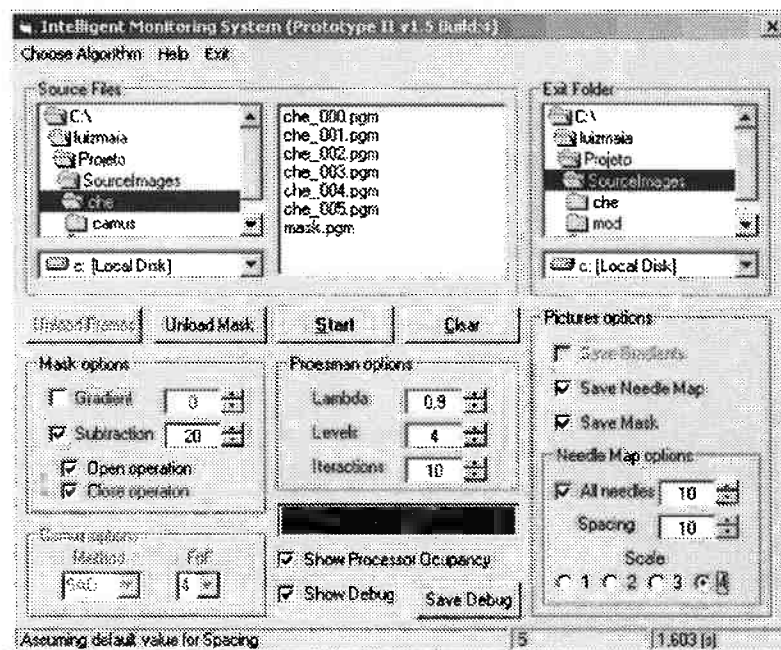 Intelligent Monitoring System (Prototype II v1.5 Build:4)
Choose Algorithm Help Exit
Source Files
C:\
luizmaia
Projeto
SourceImages
che
camus
c: [Local Disk]
che_000.pgm
che_001.pgm
che_002.pgm
che_003.pgm
che_004.pgm
che_005.pgm
mask.pgm
Exit Folder
C:\
luizmaia
Projeto
SourceImages
che
mod
c: [Local Disk]
Unload Frames
Unload Mask
Start
Clear
Mask options
Gradient 0
Subtraction 20
Open operation
Close operaton
Proesman options
Lambda 0.9
Levels 4
Iteractions 10
Pictures options
Save Gradients
Save Needle Map
Save Mask
Needle Map options
All needles 10
Spacing 10
Scale
1 2 3 4
Camus options
Method
SAD
4
Show Processor Ocupancy
Show Debug
Save Debug
Assuming default value for Spacing
5
1.603 [s]